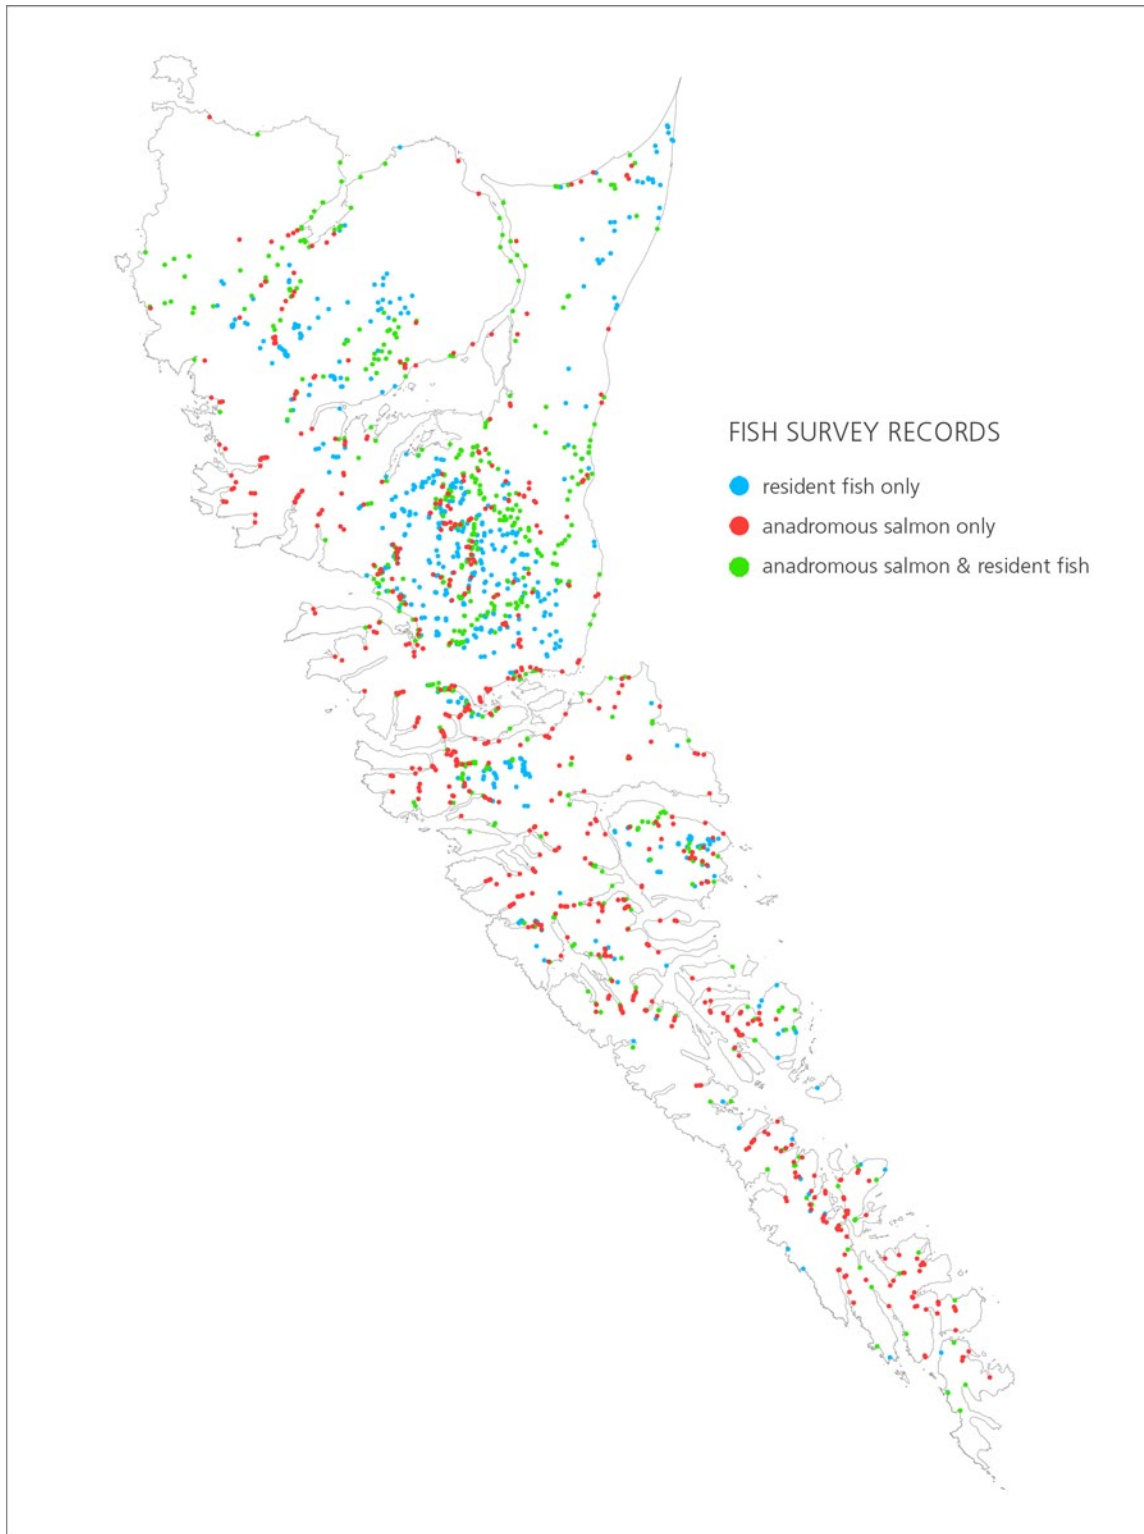 FISH SURVEY RECORDS
resident fish only
anadromous salmon only
anadromous salmon & resident fish